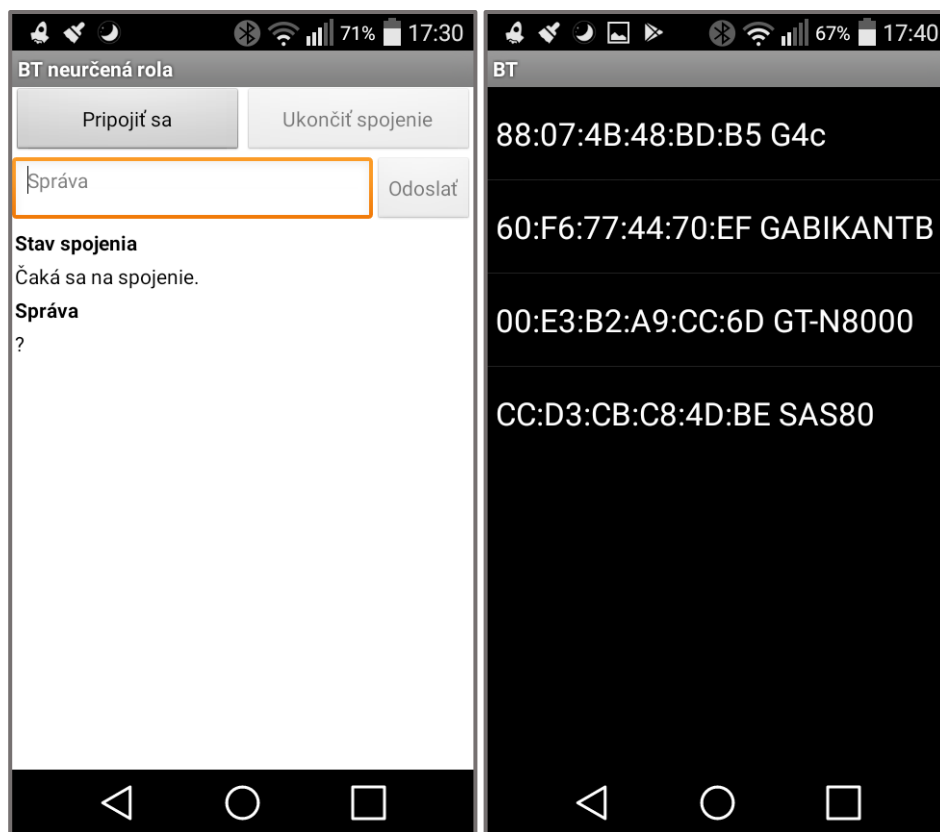 71% 17:30
BT neurčená rola
Pripojiť sa Ukončiť spojenie
Správa Odoslať
Stav spojenia
Čaká sa na spojenie.
Správa
?
67% 17:40
BT
88:07:4B:48:BD:B5 G4c
60:F6:77:44:70:EF GABIKANTB
00:E3:B2:A9:CC:6D GT-N8000
CC:D3:CB:C8:4D:BE SAS80